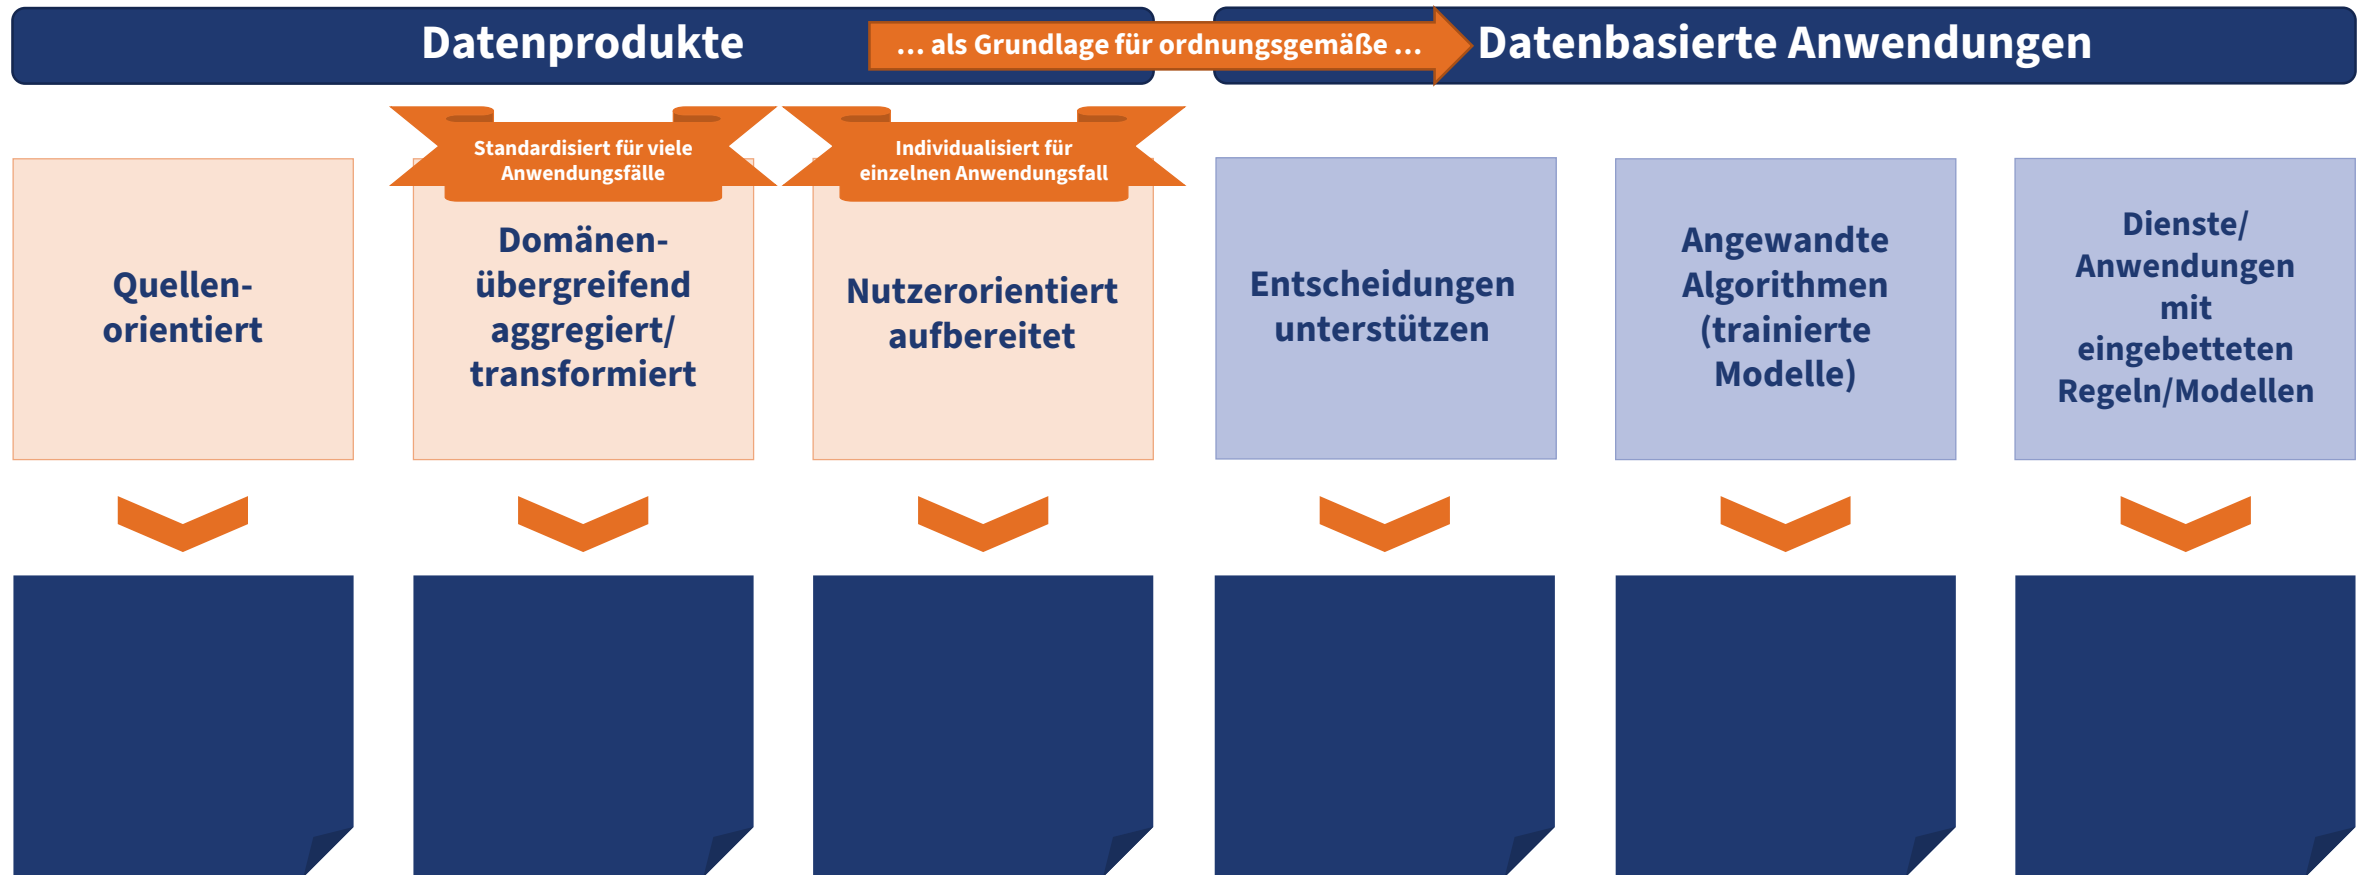 Datenprodukte
… als Grundlage für ordnungsgemäße …
Datenbasierte Anwendungen
Standardisiert für viele
Anwendungsfälle
Individualisiert für
einzelnen Anwendungsfall
Quellen-
orientiert
Domänen-
übergreifend
aggregiert/
transformiert
Nutzerorientiert
aufbereitet
Entscheidungen
unterstützen
Angewandte
Algorithmen
(trainierte
Modelle)
Dienste/
Anwendungen
mit
eingebetteten
Regeln/Modellen